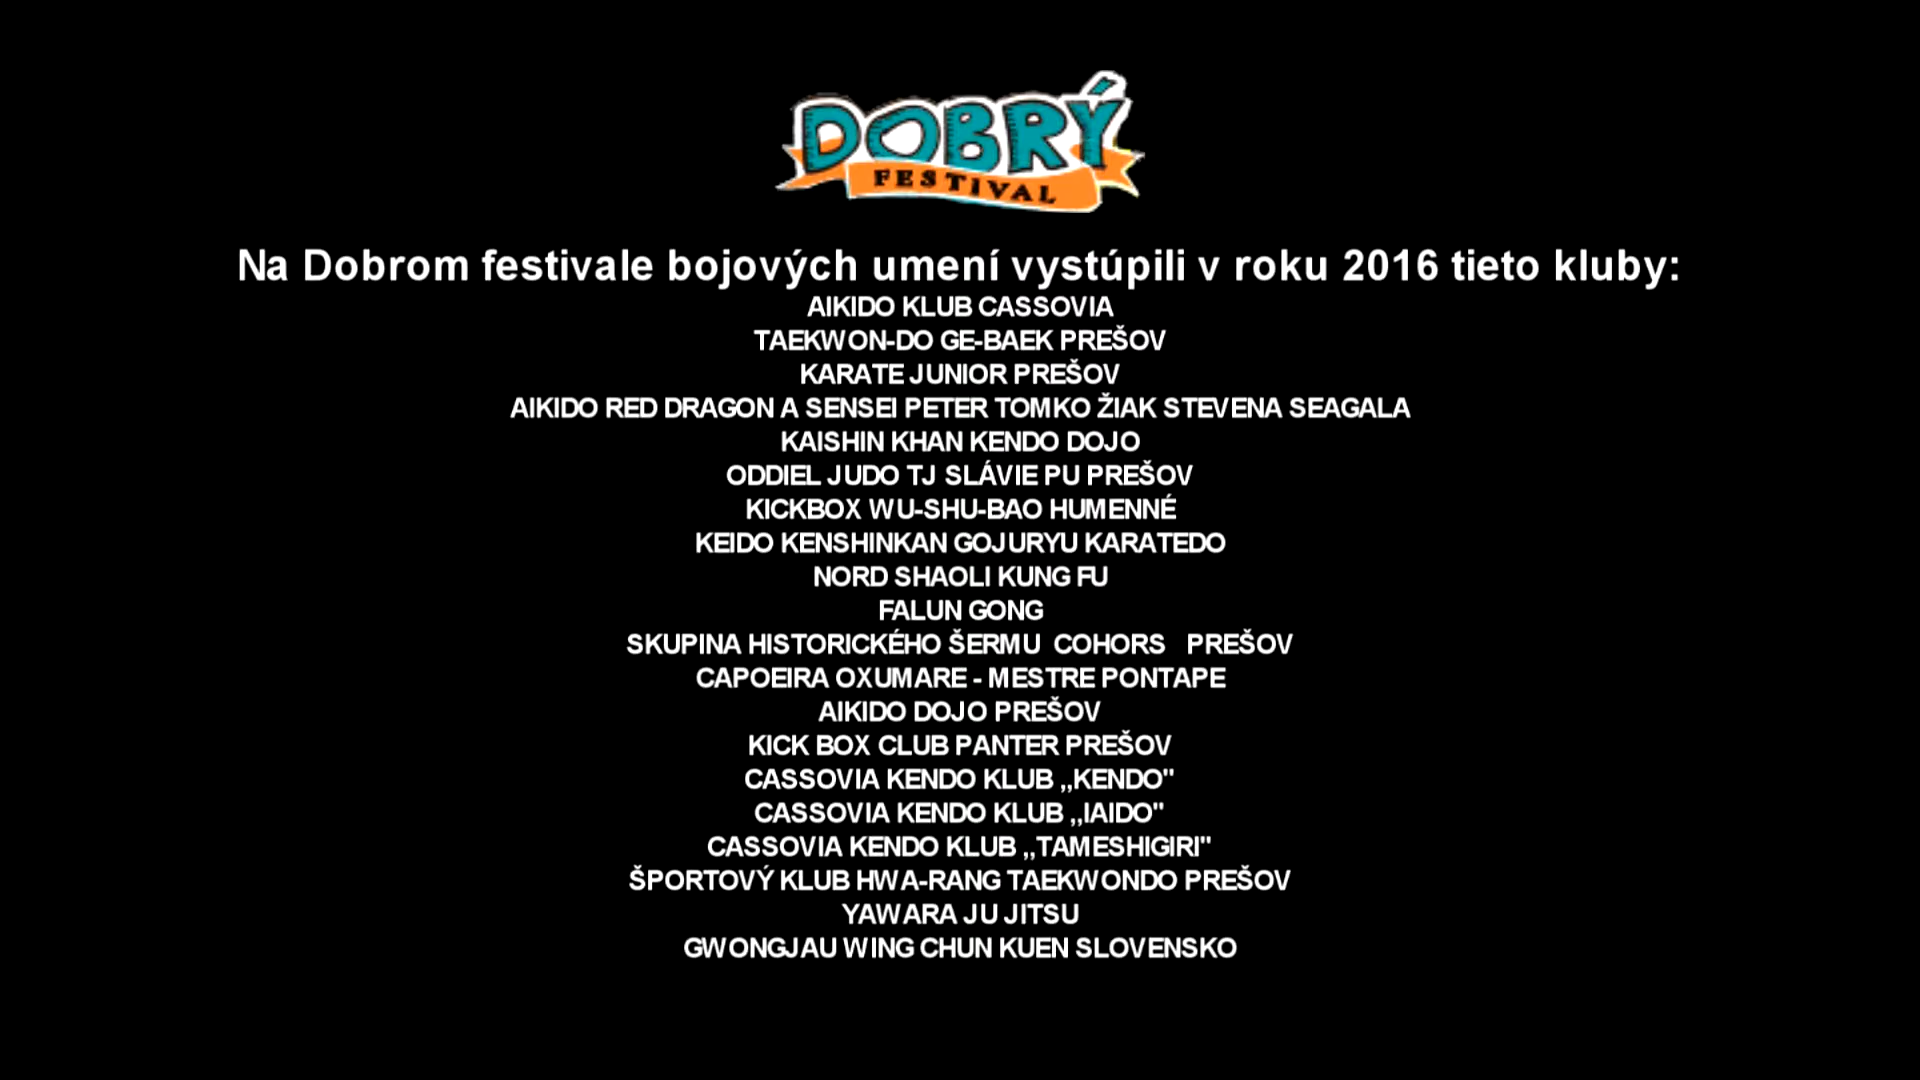 DOBRÝ
FESTIVAL
Na Dobrom festivale bojových umení vystúpili v roku 2016 tieto kluby:
AIKIDO KLUB CASSOVIA
TAEKWON-DO GE-BAEK PREŠOV
KARATE JUNIOR PREŠOV
AIKIDO RED DRAGON A SENSEI PETER TOMKO ŽIAK STEVENA SEAGALA
KAISHIN KHAN KENDO DOJO
ODDIEL JUDO TJ SLÁVIE PU PREŠOV
KICKBOX WU-SHU-BAO HUMENNÉ
KEIDO KENSHINKAN GOJURYU KARATEDO
NORD SHAOLI KUNG FU
FALUN GONG
SKUPINA HISTORICKÉHO ŠERMU COHORS PREŠOV
CAPOEIRA OXUMARE - MESTRE PONTAPE
AIKIDO DOJO PREŠOV
KICK BOX CLUB PANTER PREŠOV
CASSOVIA KENDO KLUB ,,KENDO"
CASSOVIA KENDO KLUB ,,IAIDO"
CASSOVIA KENDO KLUB ,,TAMESHIGIRI"
ŠPORTOVÝ KLUB HWA-RANG TAEKWONDO PREŠOV
YAWARA JU JITSU
GWONGJAU WING CHUN KUEN SLOVENSKO